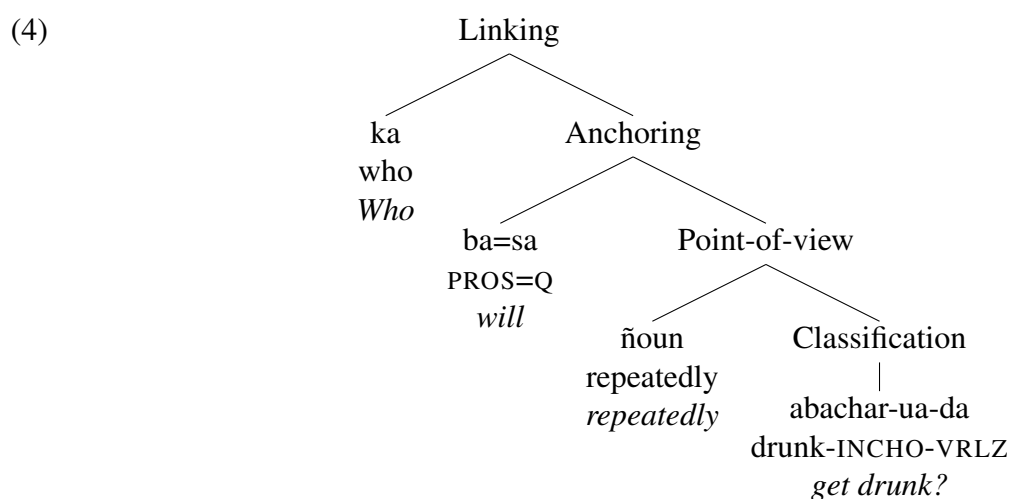 (4)
Linking
ka
who
Who
Anchoring
ba=sa
PROS=Q
will
Point-of-view
ñoun
repeatedly
repeatedly
Classification
abachar-ua-da
drunk-INCHO-VRLZ
get drunk?